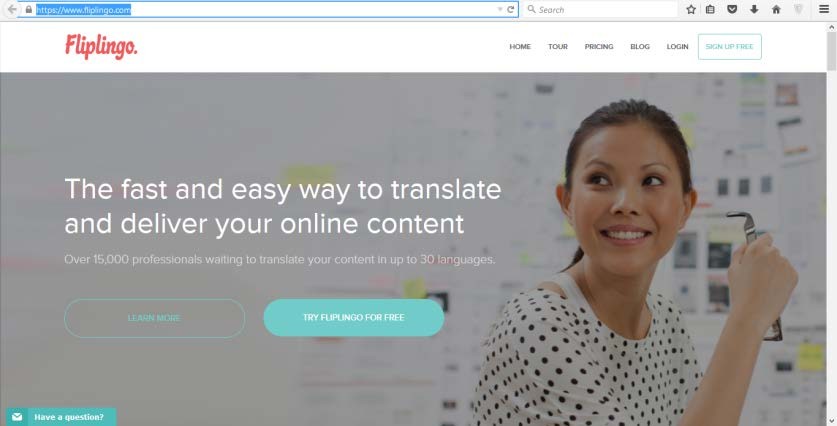 https://www.fliplingo.com
Search
Fliplingo.
HOME TOUR PRICING BLOG LOGIN SIGN UP FREE
The fast and easy way to translate
and deliver your online content
Over 15,000 professionals waiting to translate your content in up to 30 languages.
LEARN MORE TRY FLIPLINGO FOR FREE
Have a question?